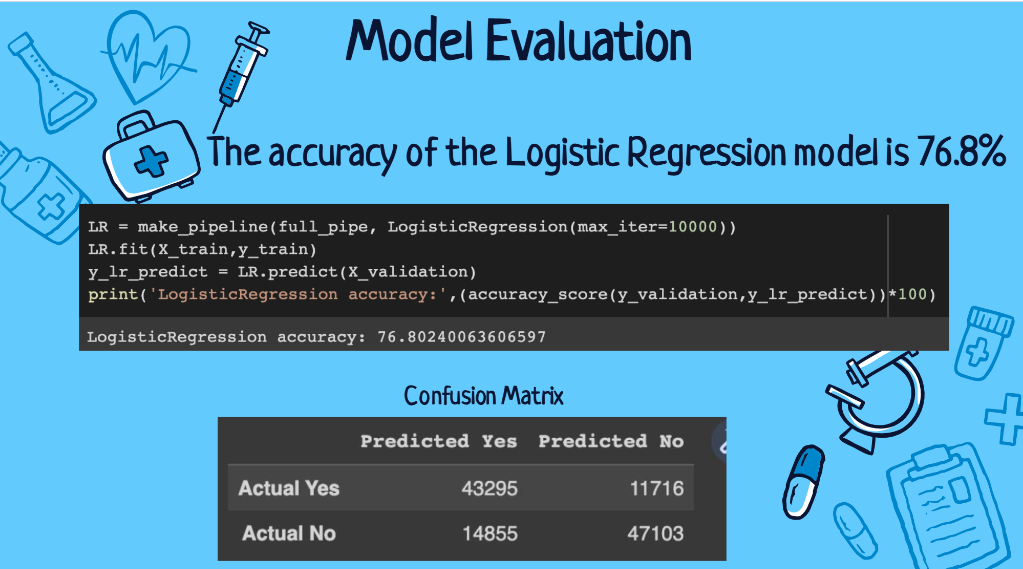 Model Evaluation
The accuracy of the Logistic Regression model is 76.8%
LR = make_pipeline(full_pipe, LogisticRegression(max_iter=10000))
LR.fit(X_train,y_train)
y_lr_predict = LR.predict(X_validation)
print('LogisticRegression accuracy:',(accuracy_score(y_validation,y_lr_predict))*100)
LogisticRegression accuracy: 76.80240063606597
Confusion Matrix
Predicted Yes Predicted No
Actual Yes 43295 11716
Actual No 14855 47103